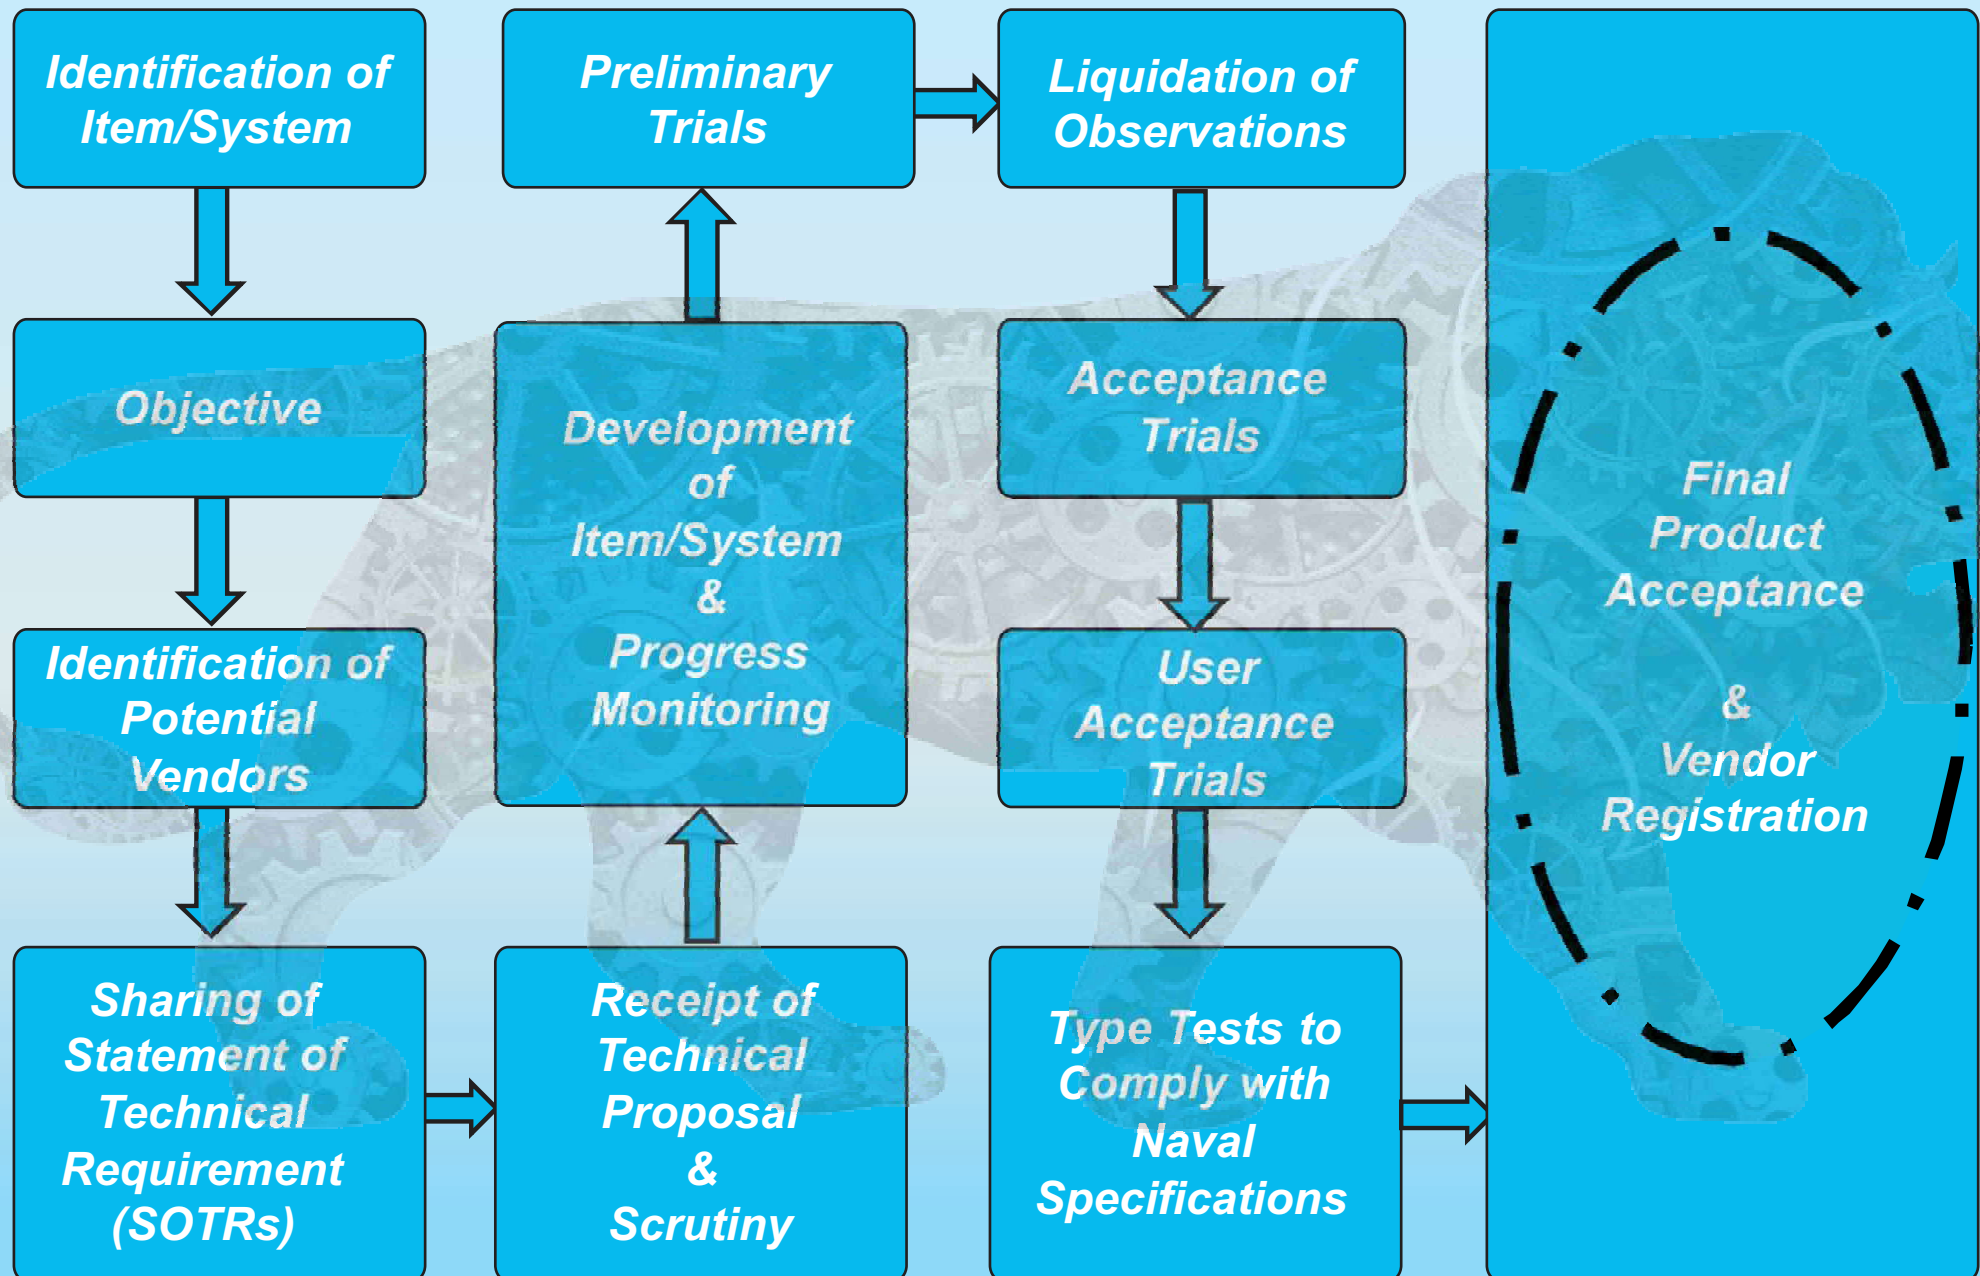 Identification of
Item/System
Objective
Identification of
Potential
Vendors
Sharing of
Statement of
Technical
Requirement
(SOTRs)
Receipt of
Technical
Proposal
&
Scrutiny
Development
of
Item/System
&
Progress
Monitoring
Preliminary
Trials
Liquidation of
Observations
Acceptance
Trials
User
Acceptance
Trials
Type Tests to
Comply with
Naval
Specifications
Final
Product
Acceptance
&
Vendor
Registration